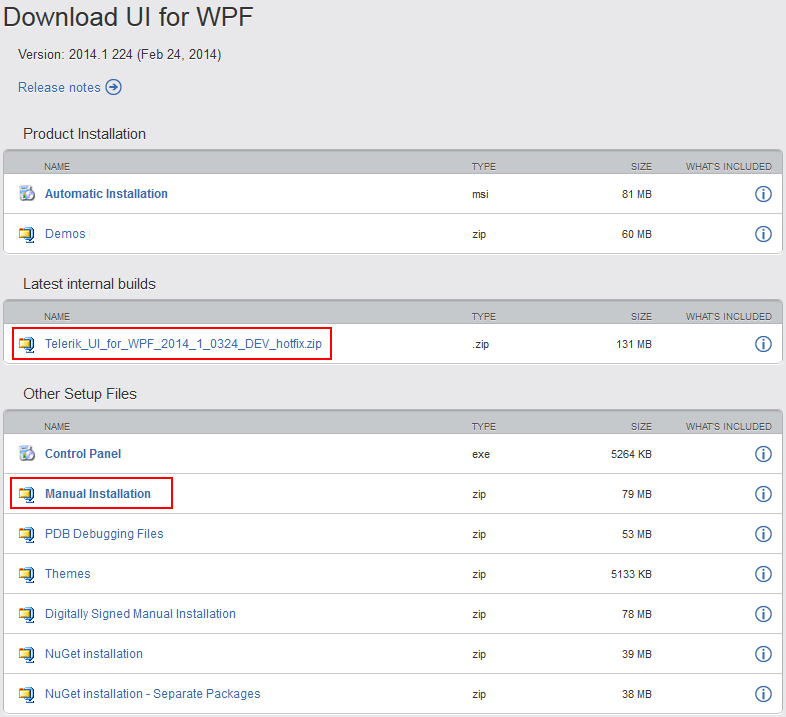 Download UI for WPF
Version: 2014.1 224 (Feb 24, 2014)
Release notes
Product Installation
NAME TYPE SIZE WHAT'S INCLUDED
Automatic Installation msi 81 MB
Demos zip 60 MB
Latest internal builds
NAME TYPE SIZE WHAT'S INCLUDED
Telerik_UI_for_WPF_2014_1_0324_DEV_hotfix.zip .zip 131 MB
Other Setup Files
NAME TYPE SIZE WHAT'S INCLUDED
Control Panel exe 5264 KB
Manual Installation zip 79 MB
PDB Debugging Files zip 53 MB
Themes zip 5133 KB
Digitally Signed Manual Installation zip 78 MB
NuGet installation zip 39 MB
NuGet installation - Separate Packages zip 38 MB